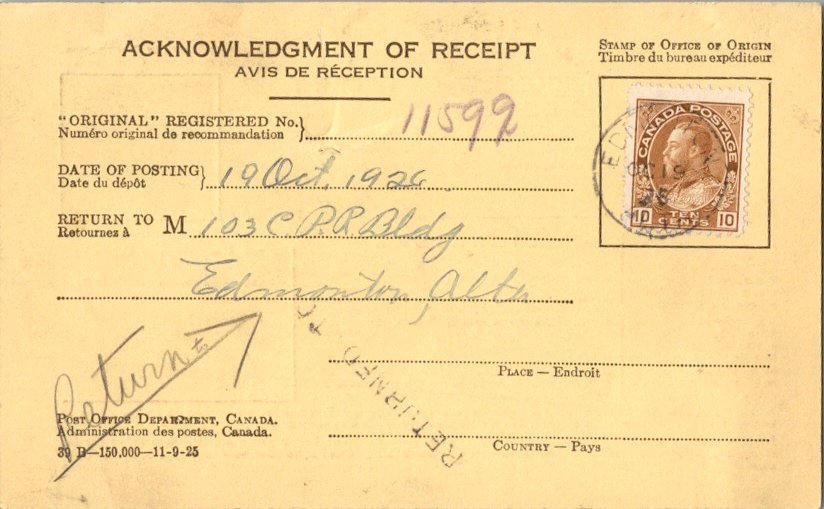 ACKNOWLEDGMENT OF RECEIPT
AVIS DE RÉCEPTION
STAMP OF OFFICE OF ORIGIN
Timbre du bureau expéditeur
"ORIGINAL" REGISTERED No.
Numéro original de recommandation
11599
CANADA POSTAGE
10 TEN CENTS 10
OC 19
DATE OF POSTING
Date du dépôt
19 Oct. 1926
RETURN TO
Retournez à
M 103 C.P.R Bldg
Edmonton, Alta
Return to
RETURNED TO
PLACE — Endroit
POST OFFICE DEPARTMENT, CANADA.
Administration des postes, Canada.
COUNTRY — Pays
39 B—150,000—11-9-25